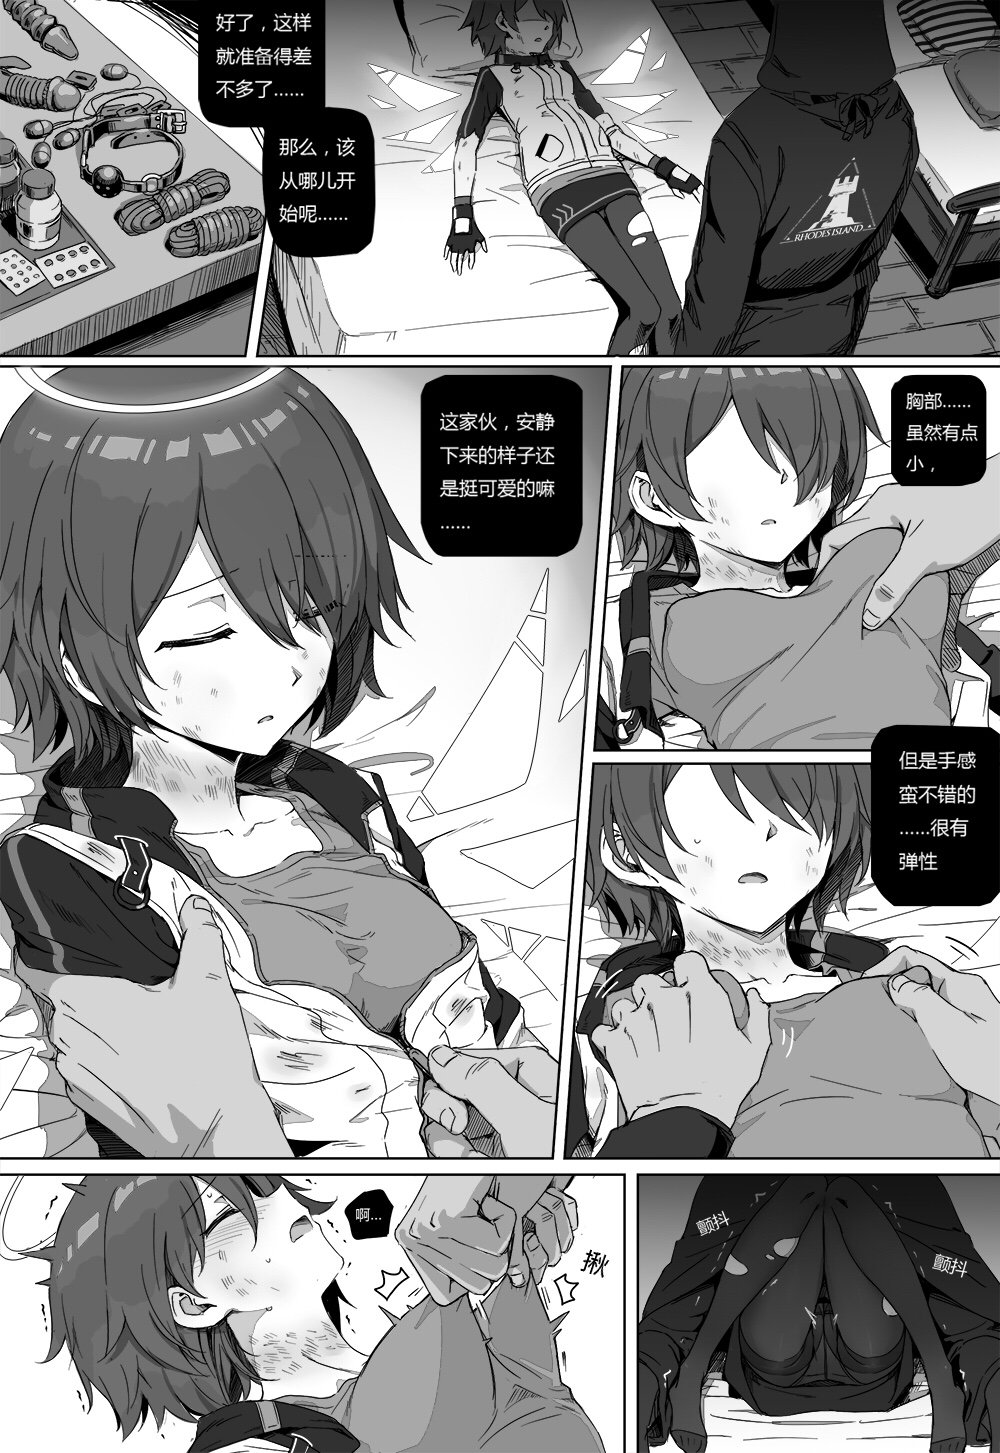 好了，这样
就准备得差
不多了……
那么，该
从哪儿开
始呢……
RHODES ISLAND
这家伙，安静
下来的样子还
是挺可爱的嘛
……
胸部……
虽然有点
小，
但是手感
蛮不错的
……很有
弹性
啊…
揪
颤抖
颤抖